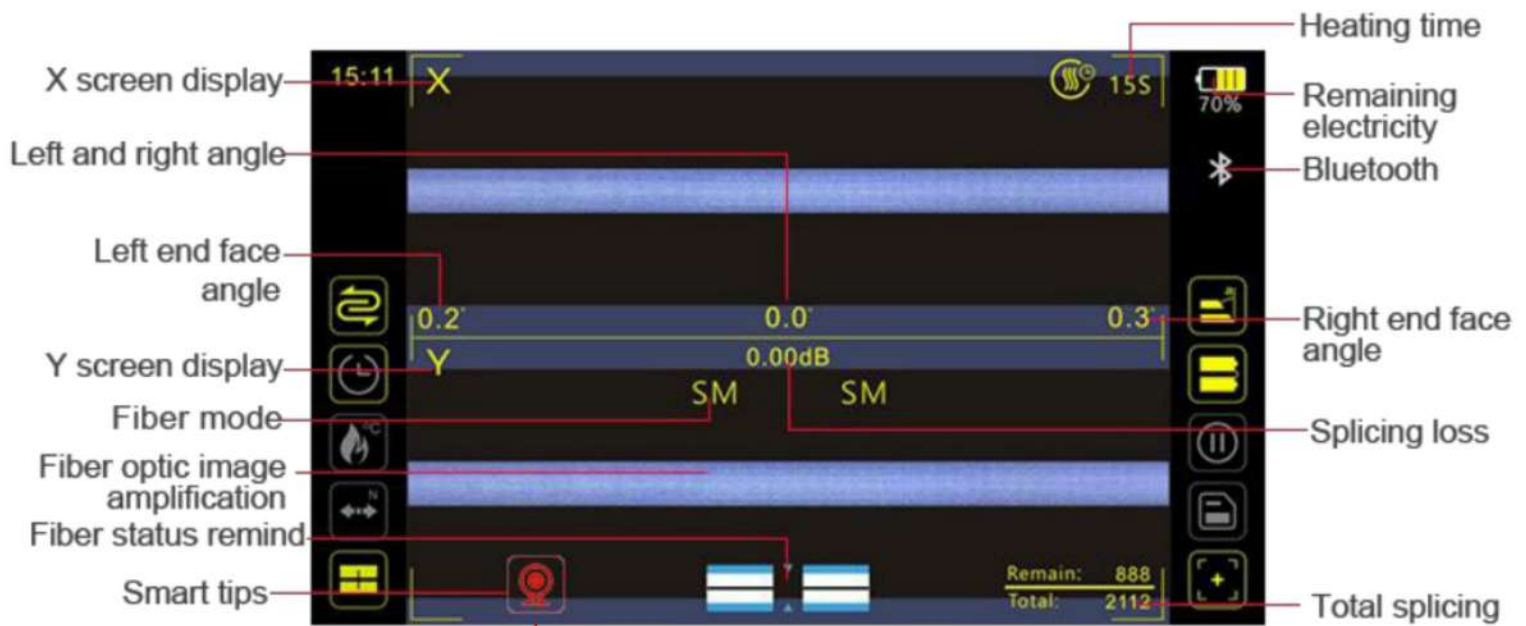 Heating time
X screen display
15:11
X
15S
70%
Remaining
electricity
Left and right angle
Bluetooth
Left end face
angle
0.2°
0.0°
0.3°
Right end face
angle
Y screen display
Y
0.00dB
SM
SM
Fiber mode
Splicing loss
°C
Fiber optic image
amplification
N
Fiber status remind
Smart tips
Remain: 888
Total: 2112
Total splicing